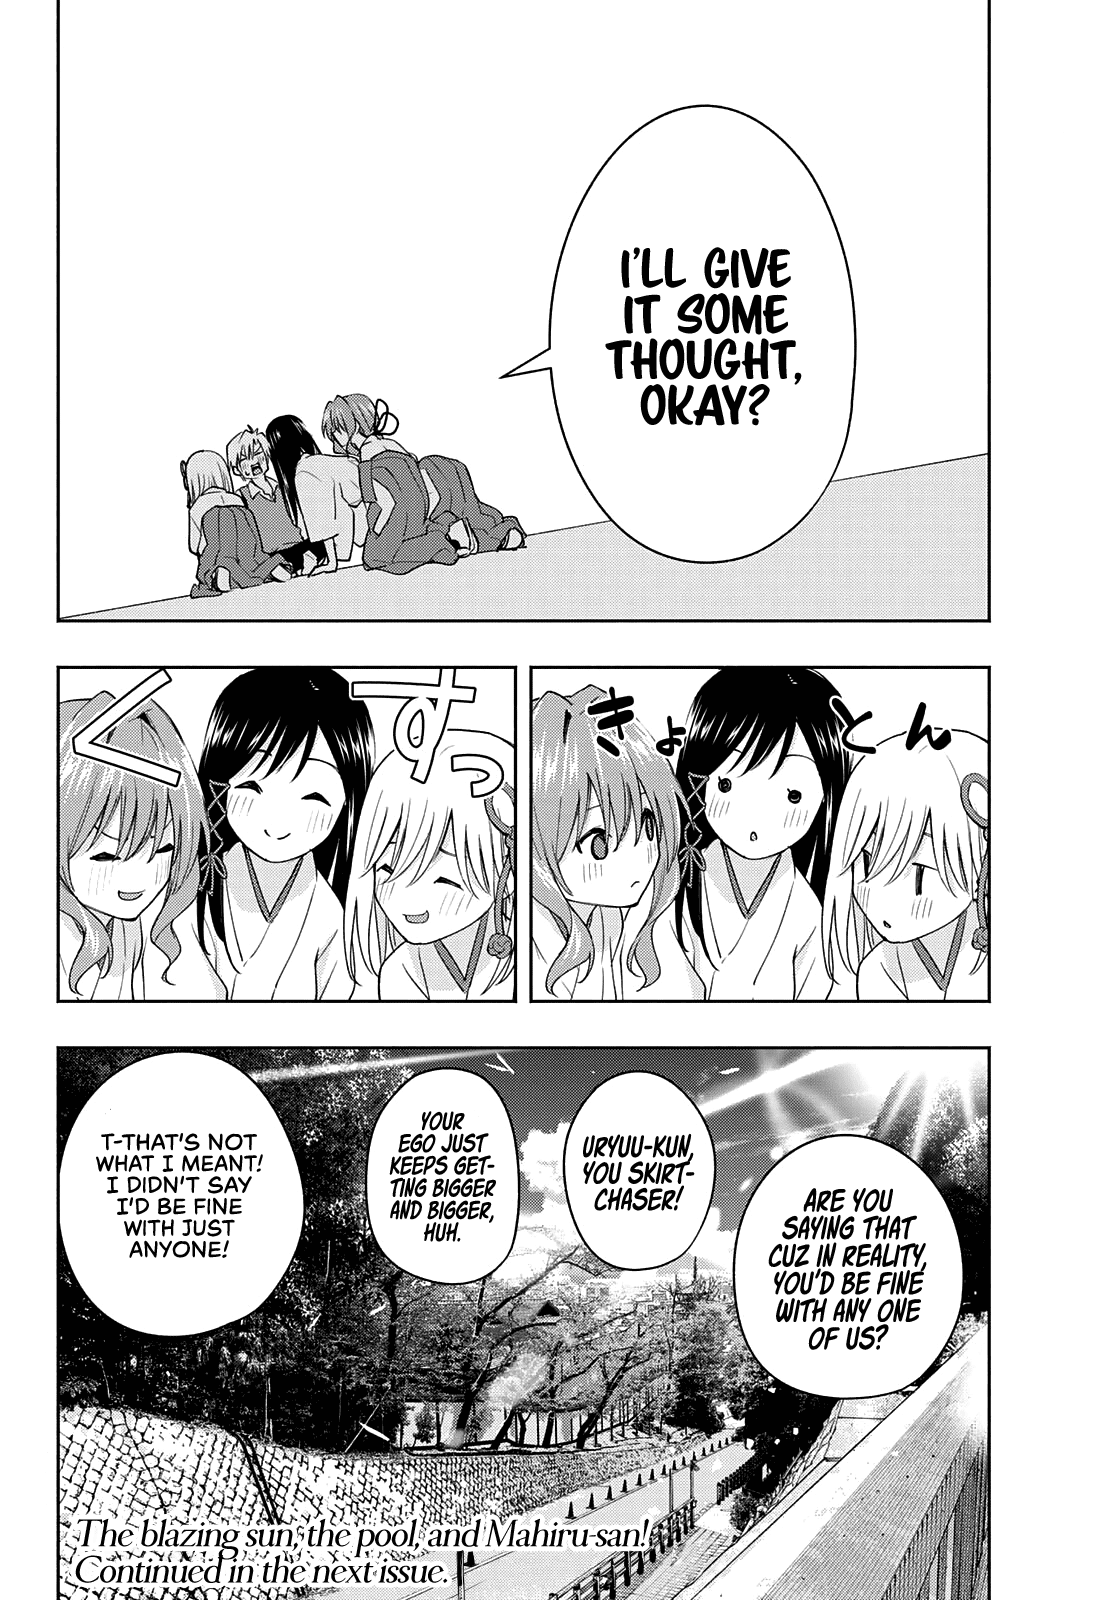 I'LL GIVE
IT SOME
THOUGHT,
OKAY?
きょとん
くすっ
ARE YOU
SAYING THAT
CUZ IN REALITY,
YOU'D BE FINE
WITH ANY ONE
OF US?
URYUU-KUN,
YOU SKIRT-
CHASER!
YOUR
EGO JUST
KEEPS GET-
TING BIGGER
AND BIGGER,
HUH.
T-THAT'S NOT
WHAT I MEANT!
I DIDN'T SAY
I'D BE FINE
WITH JUST
ANYONE!
The blazing sun, the pool, and Mahiru-san!
Continued in the next issue.